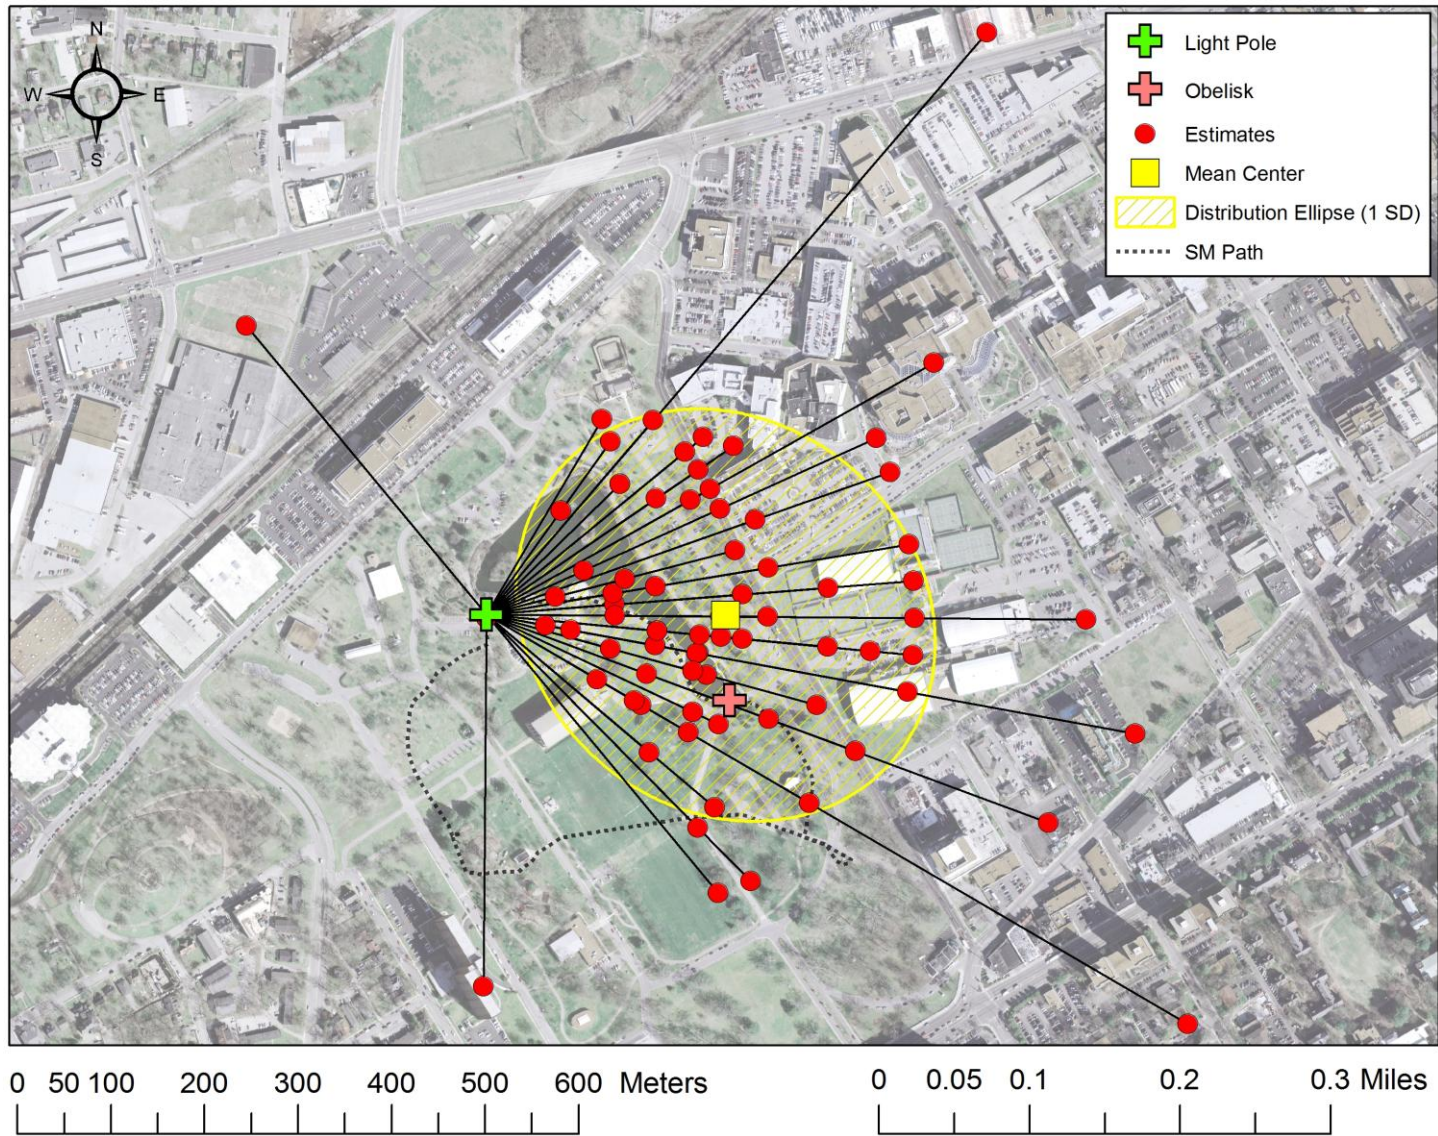 N
W E
S
Light Pole
Obelisk
Estimates
Mean Center
Distribution Ellipse (1 SD)
SM Path
0 50 100 200 300 400 500 600 Meters
0 0.05 0.1 0.2 0.3 Miles